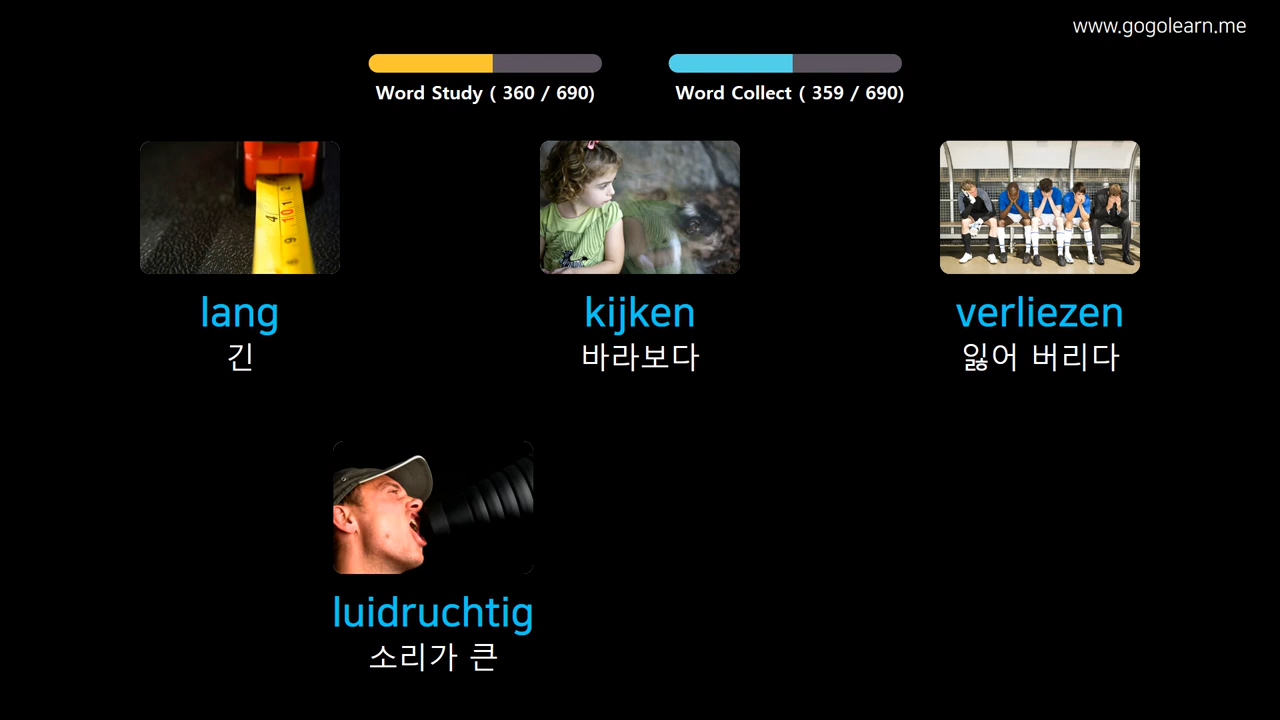 www.gogolearn.me
Word Study ( 360 / 690)
Word Collect ( 359 / 690)
lang
긴
kijken
바라보다
verliezen
잃어 버리다
luidruchtig
소리가 큰